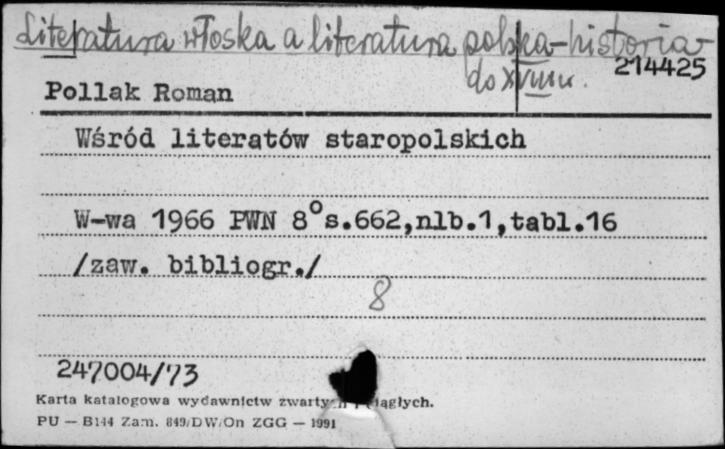 Literatura włoska a literatura polska - historia -
do XVIII w.
214425
Pollak Roman
Wśród literatów staropolskich
W-wa 1966 PWN 8° s.662,nlb.1,tabl.16
/zaw. bibliogr./
8
247004/73
Karta katalogowa wydawnictw zwartych i ciągłych.
PU — B144 Zam. 849/DW/On ZGG — 1991